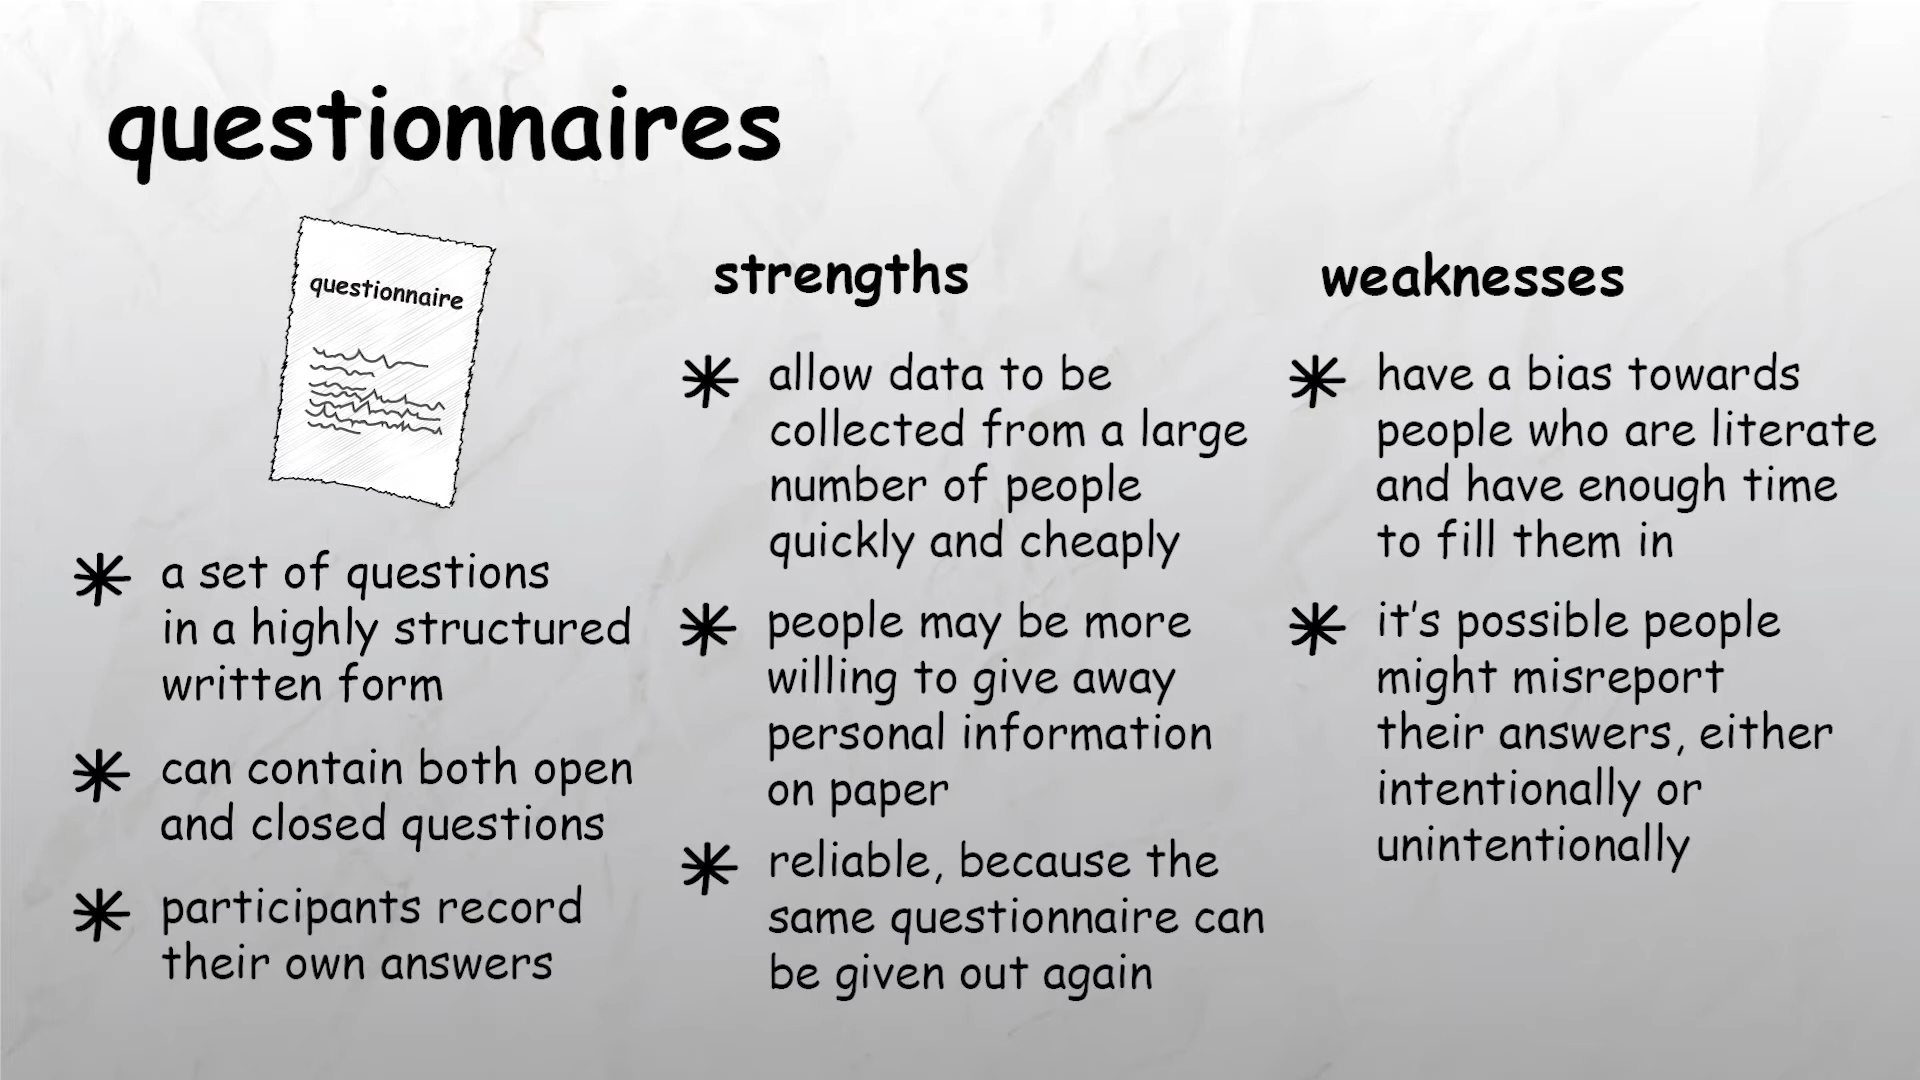 questionnaires
questionnaire
* a set of questions
in a highly structured
written form
* can contain both open
and closed questions
* participants record
their own answers
strengths
* allow data to be
collected from a large
number of people
quickly and cheaply
* people may be more
willing to give away
personal information
on paper
* reliable, because the
same questionnaire can
be given out again
weaknesses
* have a bias towards
people who are literate
and have enough time
to fill them in
* it's possible people
might misreport
their answers, either
intentionally or
unintentionally